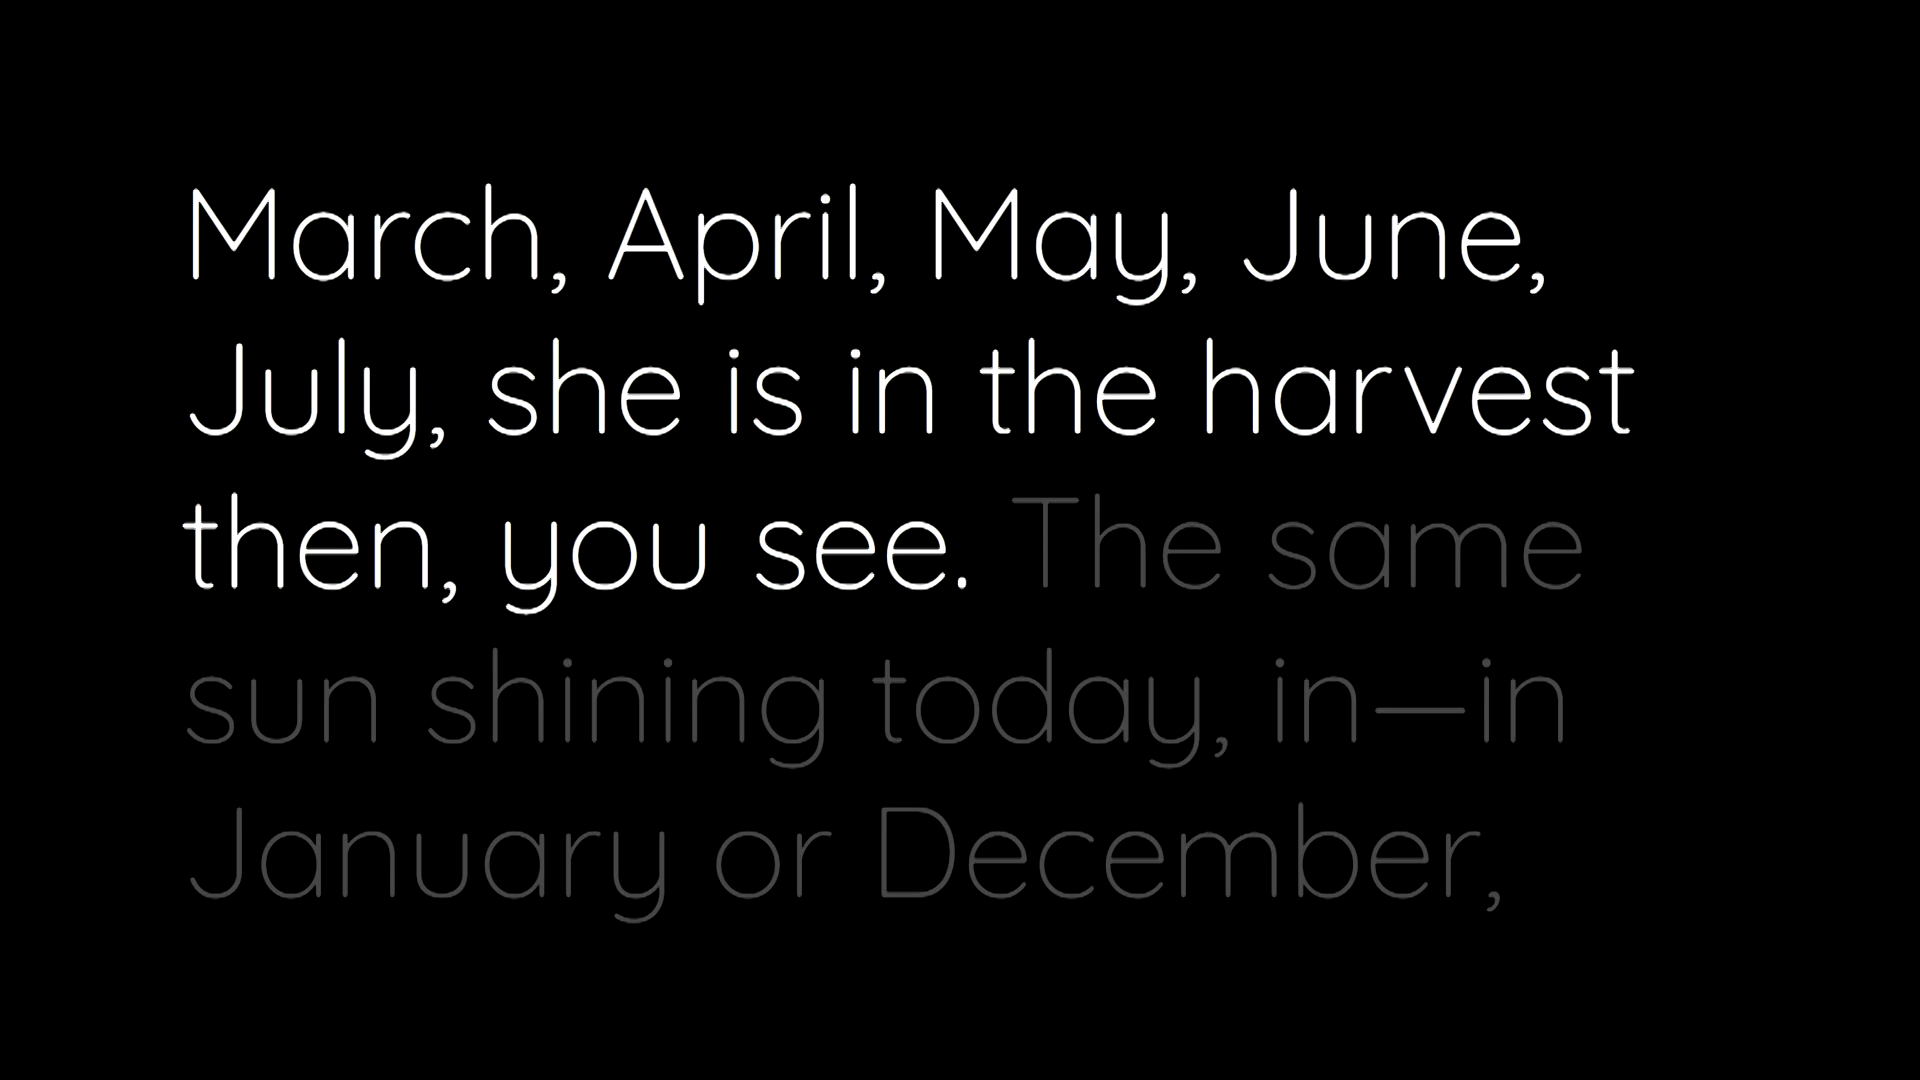 March, April, May, June,
July, she is in the harvest
then, you see. The same
sun shining today, in—in
January or December,